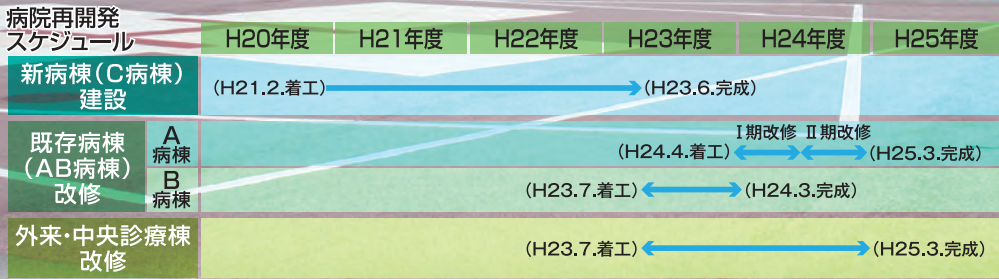 病院再開発
スケジュール
H20年度 H21年度 H22年度 H23年度 H24年度 H25年度
新病棟(C病棟)
建設
(H21.2.着工) (H23.6.完成)
既存病棟
(AB病棟)
改修
A
病棟
Ⅰ期改修 Ⅱ期改修
(H24.4.着工) (H25.3.完成)
B
病棟
(H23.7.着工) (H24.3.完成)
外来・中央診療棟
改修
(H23.7.着工) (H25.3.完成)